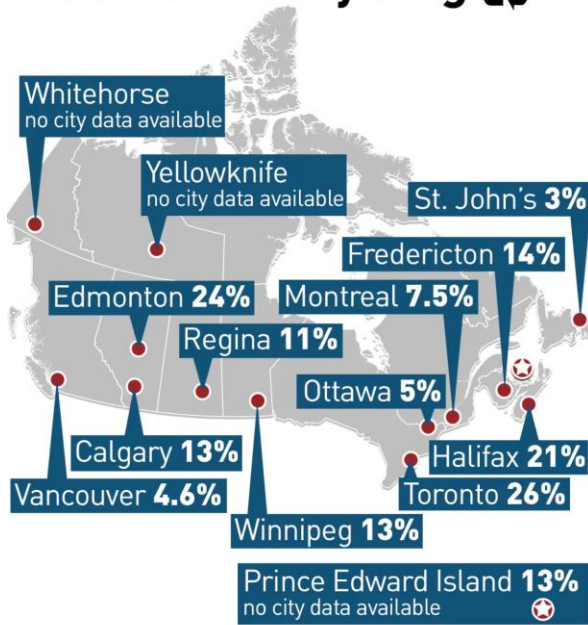 Whitehorse
no city data available
Yellowknife
no city data available
St. John's 3%
Fredericton 14%
Edmonton 24%
Montreal 7.5%
Regina 11%
Ottawa 5%
Calgary 13%
Halifax 21%
Vancouver 4.6%
Toronto 26%
Winnipeg 13%
Prince Edward Island 13%
no city data available